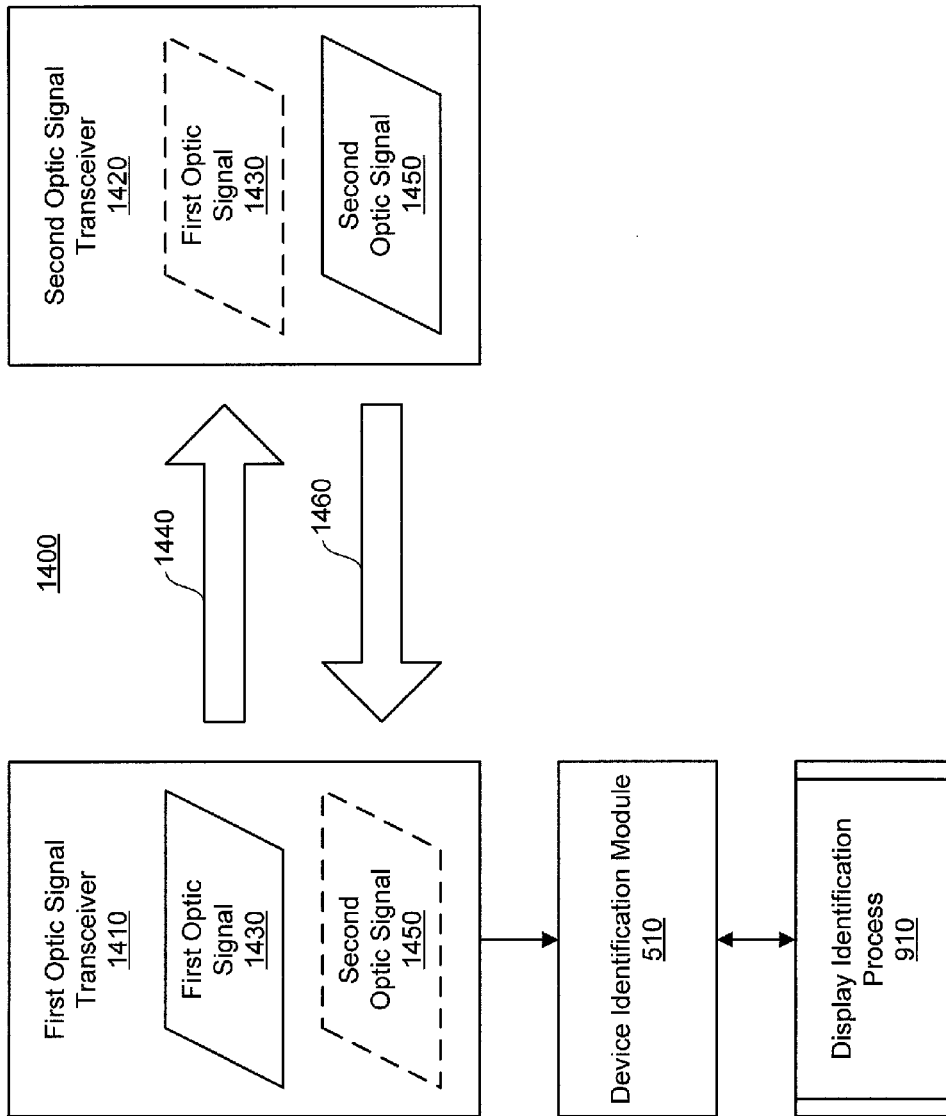 1400
First Optic Signal
Transceiver
1410
First Optic
Signal
1430
Second
Optic Signal
1450
1440
1460
Second Optic Signal
Transceiver
1420
First Optic
Signal
1430
Second
Optic Signal
1450
Device Identification Module
510
Display Identification
Process
910